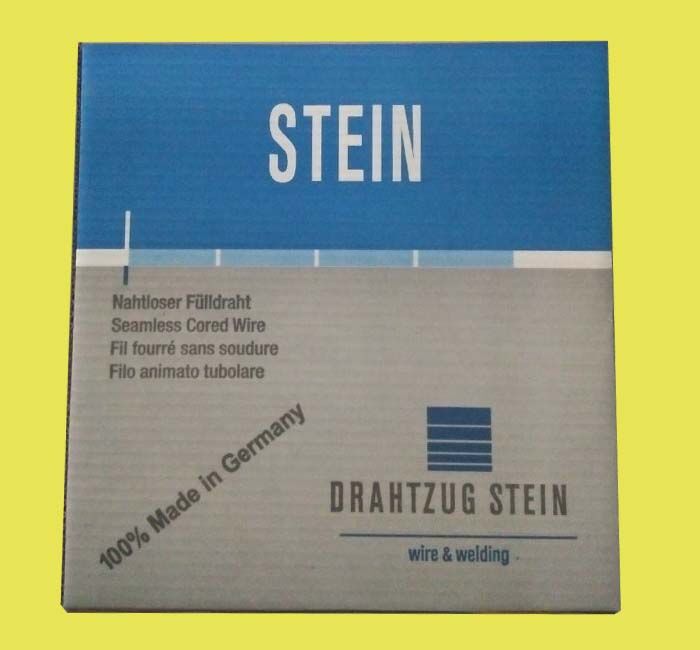 STEIN
Nahtloser Fülldraht
Seamless Cored Wire
Fil fourré sans soudure
Filo animato tubolare
100% Made in Germany
DRAHTZUG STEIN
wire & welding